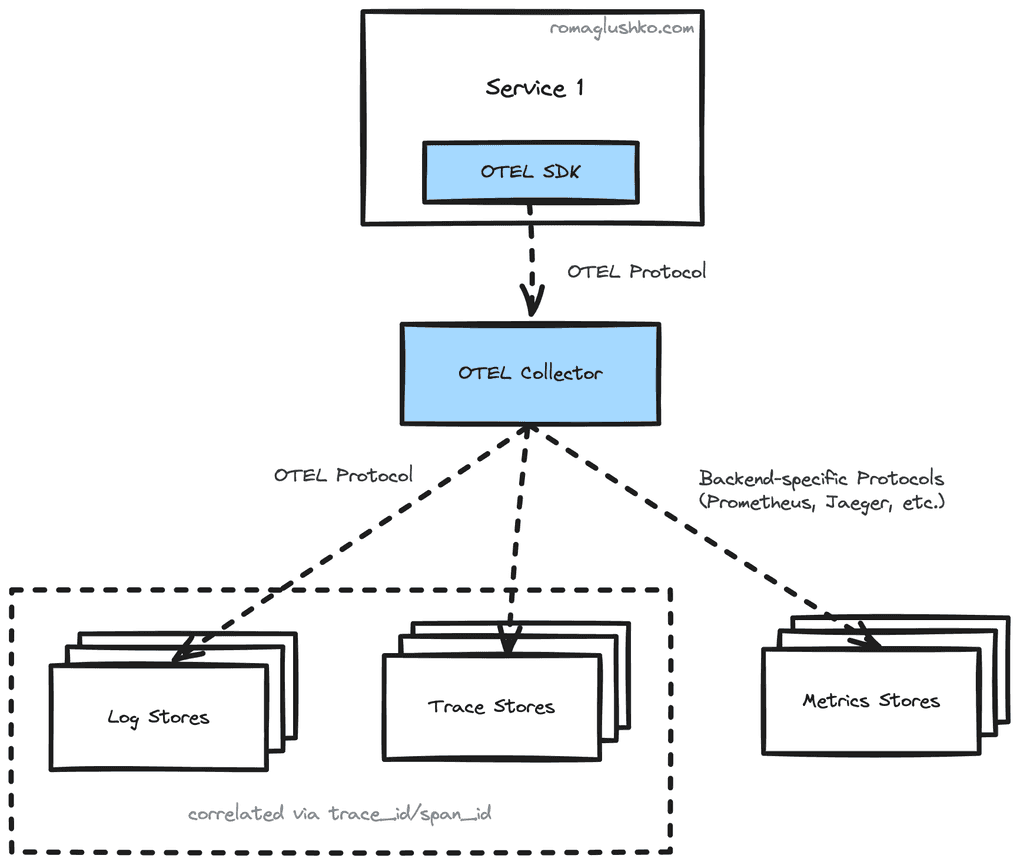 romaglushko.com
Service 1
OTEL SDK
OTEL Protocol
OTEL Collector
OTEL Protocol
Backend-specific Protocols
(Prometheus, Jaeger, etc.)
Log Stores
Trace Stores
Metrics Stores
correlated via trace_id/span_id